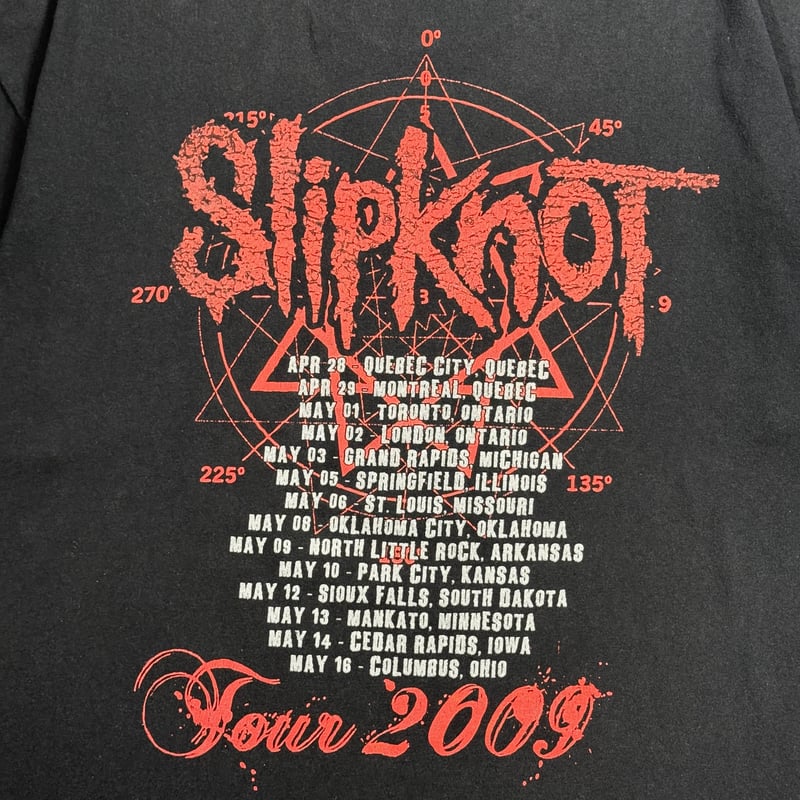 0°
0
5
315°
45°
Slipknot
270°
3
9
APR 28 - QUEBEC CITY, QUEBEC
APR 29 - MONTREAL, QUEBEC
MAY 01 - TORONTO, ONTARIO
MAY 02 - LONDON, ONTARIO
MAY 03 - GRAND RAPIDS, MICHIGAN
225°
135°
MAY 05 - SPRINGFIELD, ILLINOIS
MAY 06 - ST. LOUIS, MISSOURI
MAY 08 - OKLAHOMA CITY, OKLAHOMA
MAY 09 - NORTH LITTLE ROCK, ARKANSAS
180°
MAY 10 - PARK CITY, KANSAS
MAY 12 - SIOUX FALLS, SOUTH DAKOTA
MAY 13 - MANKATO, MINNESOTA
MAY 14 - CEDAR RAPIDS, IOWA
MAY 16 - COLUMBUS, OHIO
Tour 2009